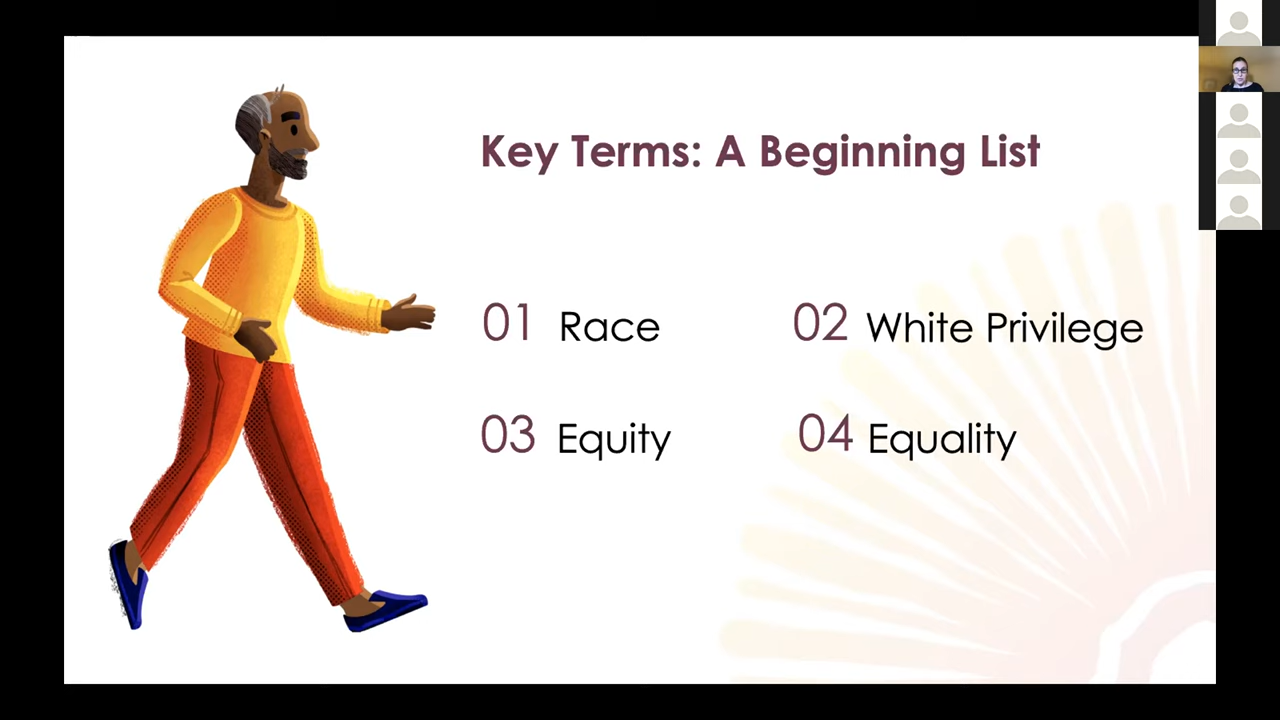 Key Terms: A Beginning List
01 Race
02 White Privilege
03 Equity
04 Equality